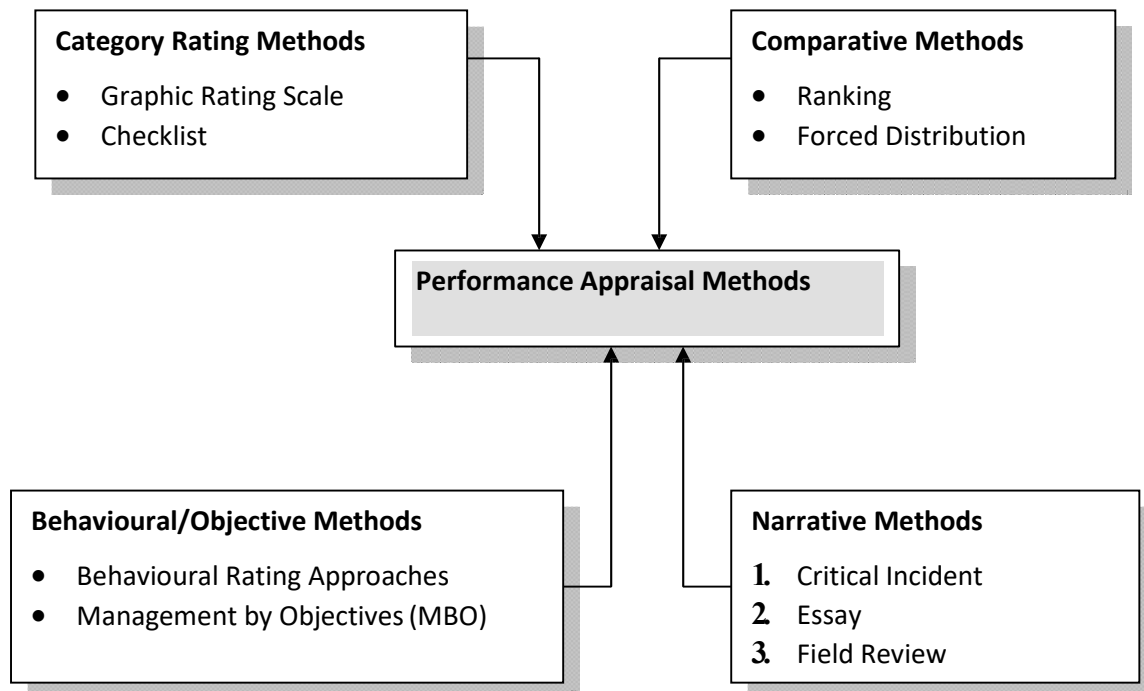 Category Rating Methods
• Graphic Rating Scale
• Checklist
Comparative Methods
• Ranking
• Forced Distribution
Performance Appraisal Methods
Behavioural/Objective Methods
• Behavioural Rating Approaches
• Management by Objectives (MBO)
Narrative Methods
1. Critical Incident
2. Essay
3. Field Review